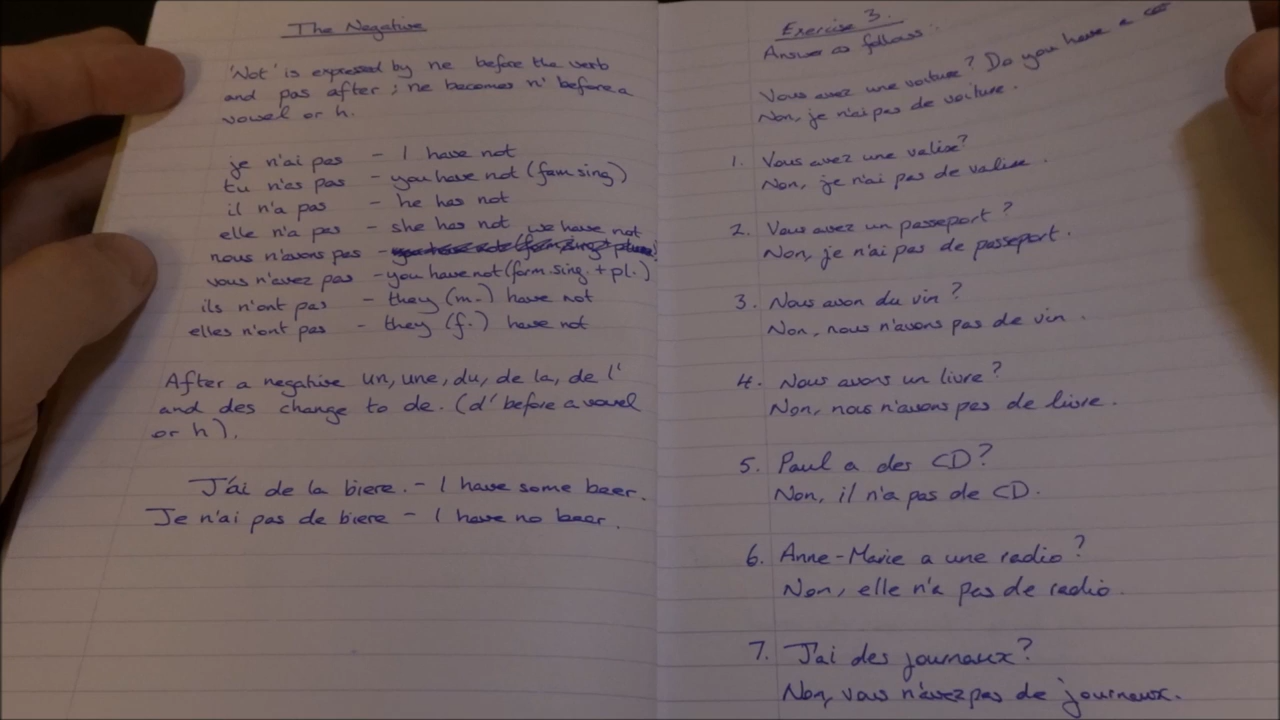 The Negative
'Not' is expressed by ne before the verb
and pas after ; ne becomes n' before a
vowel or h.
je n'ai pas - I have not
tu n'as pas - you have not (fam sing)
il n'a pas - he has not
elle n'a pas - she has not
nous n'avons pas - we have not
vous n'avez pas - you have not (form. sing. + pl.)
ils n'ont pas - they (m.) have not
elles n'ont pas - they (f.) have not
After a negative un, une, du, de la, de l'
and des change to de. (d' before a vowel
or h).
J'ai de la biere. - I have some beer.
Je n'ai pas de biere - I have no beer.
Exercise 3.
Answer as follows :
Vous avez une voiture? Do you have a car
Non, je n'ai pas de voiture.
1. Vous avez une valise?
Non, je n'ai pas de valise.
2. Vous avez un passeport?
Non, je n'ai pas de passeport.
3. Nous avon du vin?
Non, nous n'avons pas de vin.
4. Nous avons un livre?
Non, nous n'avons pas de livre.
5. Paul a des CD?
Non, il n'a pas de CD.
6. Anne-Marie a une radio?
Non, elle n'a pas de radio.
7. J'ai des journaux?
Non, vous n'avez pas de journeux.